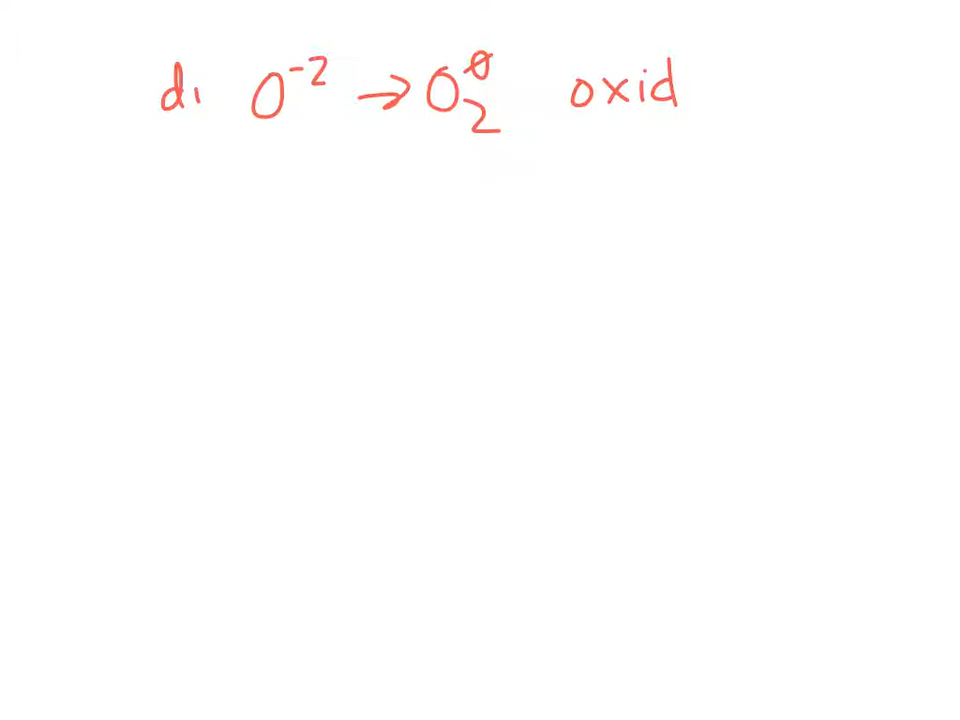 d. O⁻² → O₂⁰ oxid